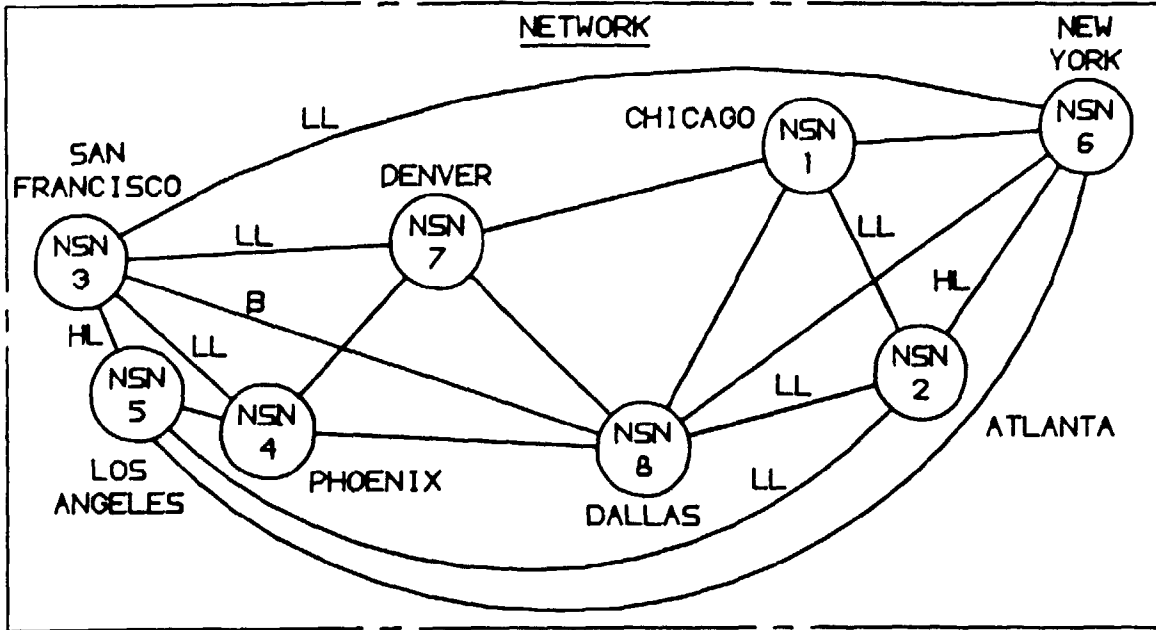 NETWORK
NEW
YORK
NSN
6
CHICAGO
NSN
1
LL
SAN
FRANCISCO
DENVER
NSN
7
LL
NSN
3
LL
HL
B
HL
LL
NSN
2
NSN
5
LL
NSN
4
NSN
8
ATLANTA
LOS
ANGELES
PHOENIX
LL
DALLAS